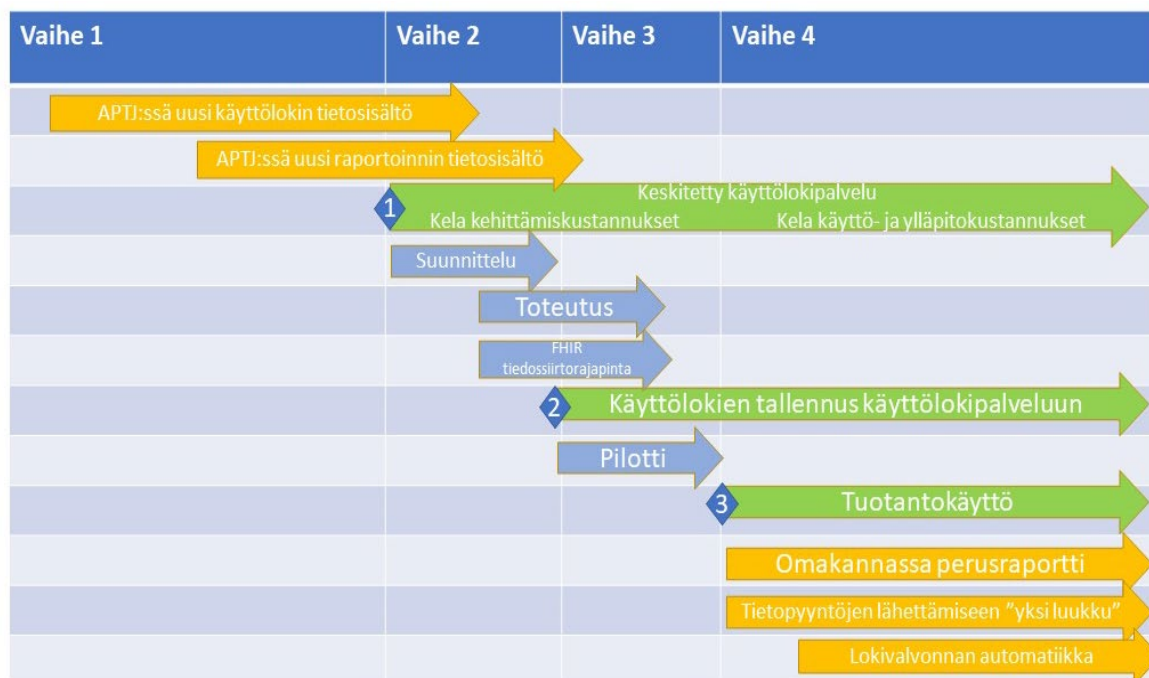 Vaihe 1
Vaihe 2
Vaihe 3
Vaihe 4
APTJ:ssä uusi käyttölokin tietosisältö
APTJ:ssä uusi raportoinnin tietosisältö
1
Keskitetty käyttölokipalvelu
Kela kehittämiskustannukset
Kela käyttö- ja ylläpitokustannukset
Suunnittelu
Toteutus
FHIR
tiedossiirtorajapinta
2
Käyttölokien tallennus käyttölokipalveluun
Pilotti
3
Tuotantokäyttö
Omakannassa perusraportti
Tietopyyntöjen lähettämiseen ”yksi luukku”
Lokivalvonnan automatiikka